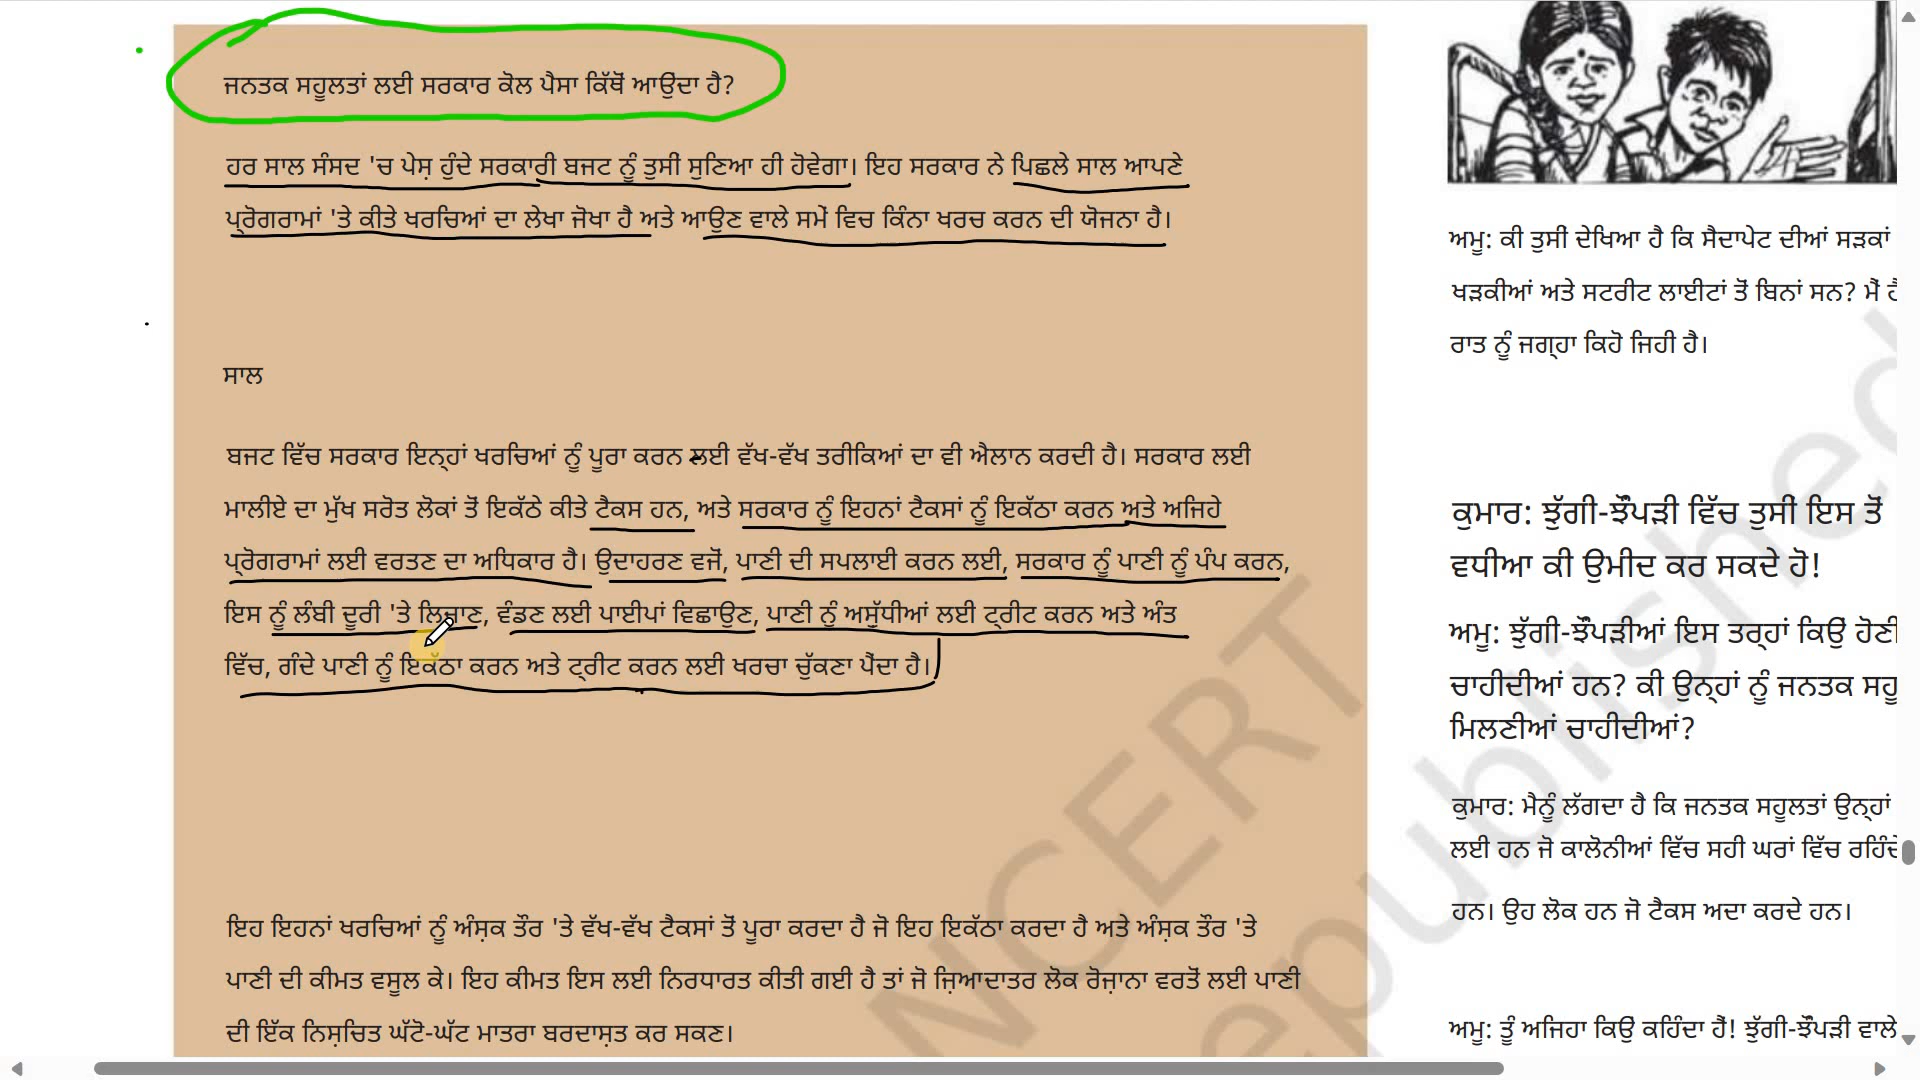 ਜਨਤਕ ਸਹੂਲਤਾਂ ਲਈ ਸਰਕਾਰ ਕੋਲ ਪੈਸਾ ਕਿੱਥੋਂ ਆਉਂਦਾ ਹੈ?
ਹਰ ਸਾਲ ਸੰਸਦ 'ਚ ਪੇਸ਼ ਹੁੰਦੇ ਸਰਕਾਰੀ ਬਜਟ ਨੂੰ ਤੁਸੀਂ ਸੁਣਿਆ ਹੀ ਹੋਵੇਗਾ। ਇਹ ਸਰਕਾਰ ਨੇ ਪਿਛਲੇ ਸਾਲ ਆਪਣੇ
ਪ੍ਰੋਗਰਾਮਾਂ 'ਤੇ ਕੀਤੇ ਖਰਚਿਆਂ ਦਾ ਲੇਖਾ ਜੋਖਾ ਹੈ ਅਤੇ ਆਉਣ ਵਾਲੇ ਸਮੇਂ ਵਿਚ ਕਿੰਨਾ ਖਰਚ ਕਰਨ ਦੀ ਯੋਜਨਾ ਹੈ।
ਸਾਲ
ਬਜਟ ਵਿੱਚ ਸਰਕਾਰ ਇਨ੍ਹਾਂ ਖਰਚਿਆਂ ਨੂੰ ਪੂਰਾ ਕਰਨ ਲਈ ਵੱਖ-ਵੱਖ ਤਰੀਕਿਆਂ ਦਾ ਵੀ ਐਲਾਨ ਕਰਦੀ ਹੈ। ਸਰਕਾਰ ਲਈ
ਮਾਲੀਏ ਦਾ ਮੁੱਖ ਸਰੋਤ ਲੋਕਾਂ ਤੋਂ ਇਕੱਠੇ ਕੀਤੇ ਟੈਕਸ ਹਨ, ਅਤੇ ਸਰਕਾਰ ਨੂੰ ਇਹਨਾਂ ਟੈਕਸਾਂ ਨੂੰ ਇਕੱਠਾ ਕਰਨ ਅਤੇ ਅਜਿਹੇ
ਪ੍ਰੋਗਰਾਮਾਂ ਲਈ ਵਰਤਣ ਦਾ ਅਧਿਕਾਰ ਹੈ। ਉਦਾਹਰਣ ਵਜੋਂ, ਪਾਣੀ ਦੀ ਸਪਲਾਈ ਕਰਨ ਲਈ, ਸਰਕਾਰ ਨੂੰ ਪਾਣੀ ਨੂੰ ਪੰਪ ਕਰਨ,
ਇਸ ਨੂੰ ਲੰਬੀ ਦੂਰੀ 'ਤੇ ਲਿਜਾਣ, ਵੰਡਣ ਲਈ ਪਾਈਪਾਂ ਵਿਛਾਉਣ, ਪਾਣੀ ਨੂੰ ਅਸ਼ੁੱਧੀਆਂ ਲਈ ਟ੍ਰੀਟ ਕਰਨ ਅਤੇ ਅੰਤ
ਵਿੱਚ, ਗੰਦੇ ਪਾਣੀ ਨੂੰ ਇਕੱਠਾ ਕਰਨ ਅਤੇ ਟ੍ਰੀਟ ਕਰਨ ਲਈ ਖਰਚਾ ਚੁੱਕਣਾ ਪੈਂਦਾ ਹੈ।
ਇਹ ਇਹਨਾਂ ਖਰਚਿਆਂ ਨੂੰ ਅੰਸ਼ਕ ਤੌਰ 'ਤੇ ਵੱਖ-ਵੱਖ ਟੈਕਸਾਂ ਤੋਂ ਪੂਰਾ ਕਰਦਾ ਹੈ ਜੋ ਇਹ ਇਕੱਠਾ ਕਰਦਾ ਹੈ ਅਤੇ ਅੰਸ਼ਕ ਤੌਰ 'ਤੇ
ਪਾਣੀ ਦੀ ਕੀਮਤ ਵਸੂਲ ਕੇ। ਇਹ ਕੀਮਤ ਇਸ ਲਈ ਨਿਰਧਾਰਤ ਕੀਤੀ ਗਈ ਹੈ ਤਾਂ ਜੋ ਜ਼ਿਆਦਾਤਰ ਲੋਕ ਰੋਜ਼ਾਨਾ ਵਰਤੋਂ ਲਈ ਪਾਣੀ
ਦੀ ਇੱਕ ਨਿਸ਼ਚਿਤ ਘੱਟੋ-ਘੱਟ ਮਾਤਰਾ ਬਰਦਾਸ਼ਤ ਕਰ ਸਕਣ।
ਅਮੂ: ਕੀ ਤੁਸੀਂ ਦੇਖਿਆ ਹੈ ਕਿ ਸੈਦਾਪੇਟ ਦੀਆਂ ਸੜਕਾਂ
ਖੜਕੀਆਂ ਅਤੇ ਸਟਰੀਟ ਲਾਈਟਾਂ ਤੋਂ ਬਿਨਾਂ ਸਨ? ਮੈਂ
ਰਾਤ ਨੂੰ ਜਗ੍ਹਾ ਕਿਹੋ ਜਿਹੀ ਹੈ।
ਕੁਮਾਰ: ਝੁੱਗੀ-ਝੌਂਪੜੀ ਵਿੱਚ ਤੁਸੀਂ ਇਸ ਤੋਂ
ਵਧੀਆ ਕੀ ਉਮੀਦ ਕਰ ਸਕਦੇ ਹੋ!
ਅਮੂ: ਝੁੱਗੀ-ਝੌਂਪੜੀਆਂ ਇਸ ਤਰ੍ਹਾਂ ਕਿਉਂ
ਚਾਹੀਦੀਆਂ ਹਨ? ਕੀ ਉਨ੍ਹਾਂ ਨੂੰ ਜਨਤਕ
ਮਿਲਣੀਆਂ ਚਾਹੀਦੀਆਂ?
ਕੁਮਾਰ: ਮੈਨੂੰ ਲੱਗਦਾ ਹੈ ਕਿ ਜਨਤਕ ਸਹੂਲਤਾਂ ਉਨ੍ਹਾਂ
ਲਈ ਹਨ ਜੋ ਕਾਲੋਨੀਆਂ ਵਿੱਚ ਸਹੀ ਘਰਾਂ ਵਿੱਚ
ਹਨ। ਉਹ ਲੋਕ ਹਨ ਜੋ ਟੈਕਸ ਅਦਾ ਕਰਦੇ ਹਨ।
ਅਮੂ: ਤੂੰ ਅਜਿਹਾ ਕਿਉਂ ਕਹਿੰਦਾ ਹੈਂ! ਝੁੱਗੀ-ਝੌਂਪੜੀ ਵਾਲੇ
NCERT